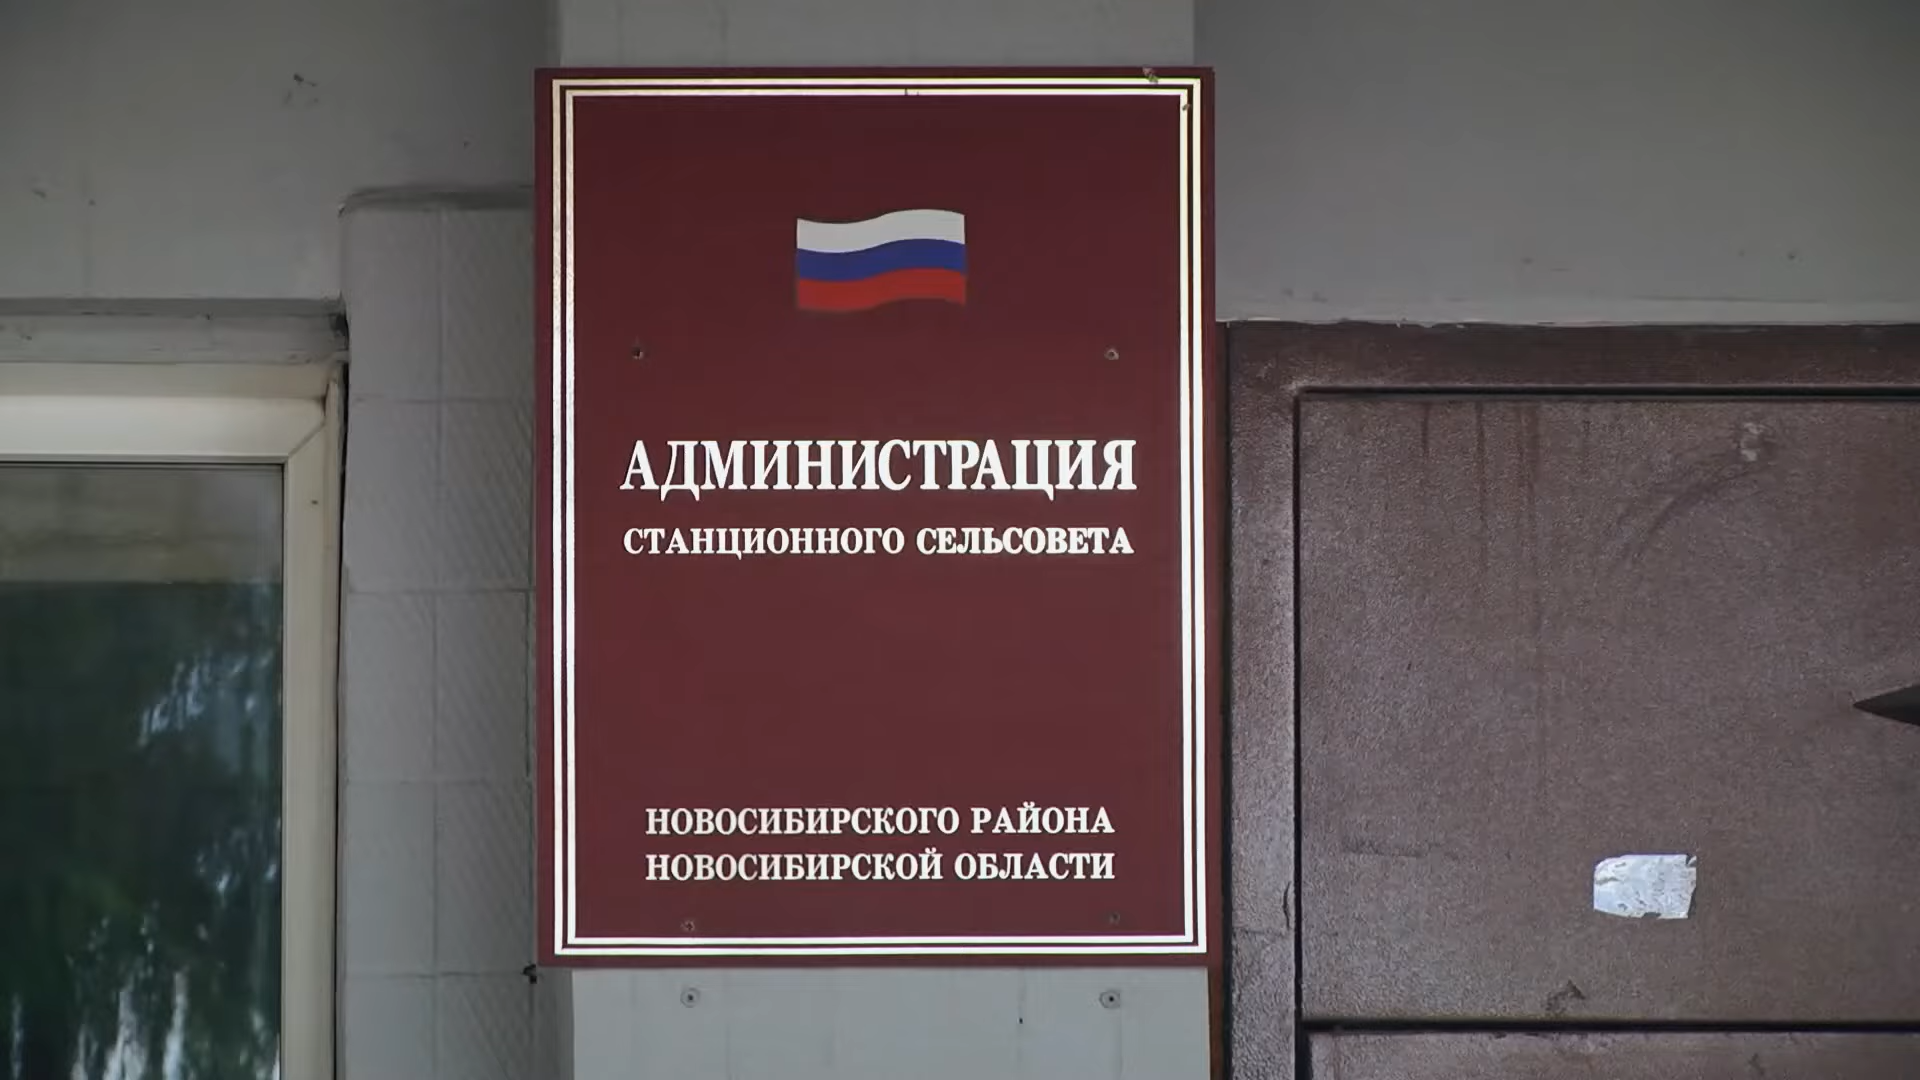 АДМИНИСТРАЦИЯ
СТАНЦИОННОГО СЕЛЬСОВЕТА
НОВОСИБИРСКОГО РАЙОНА
НОВОСИБИРСКОЙ ОБЛАСТИ